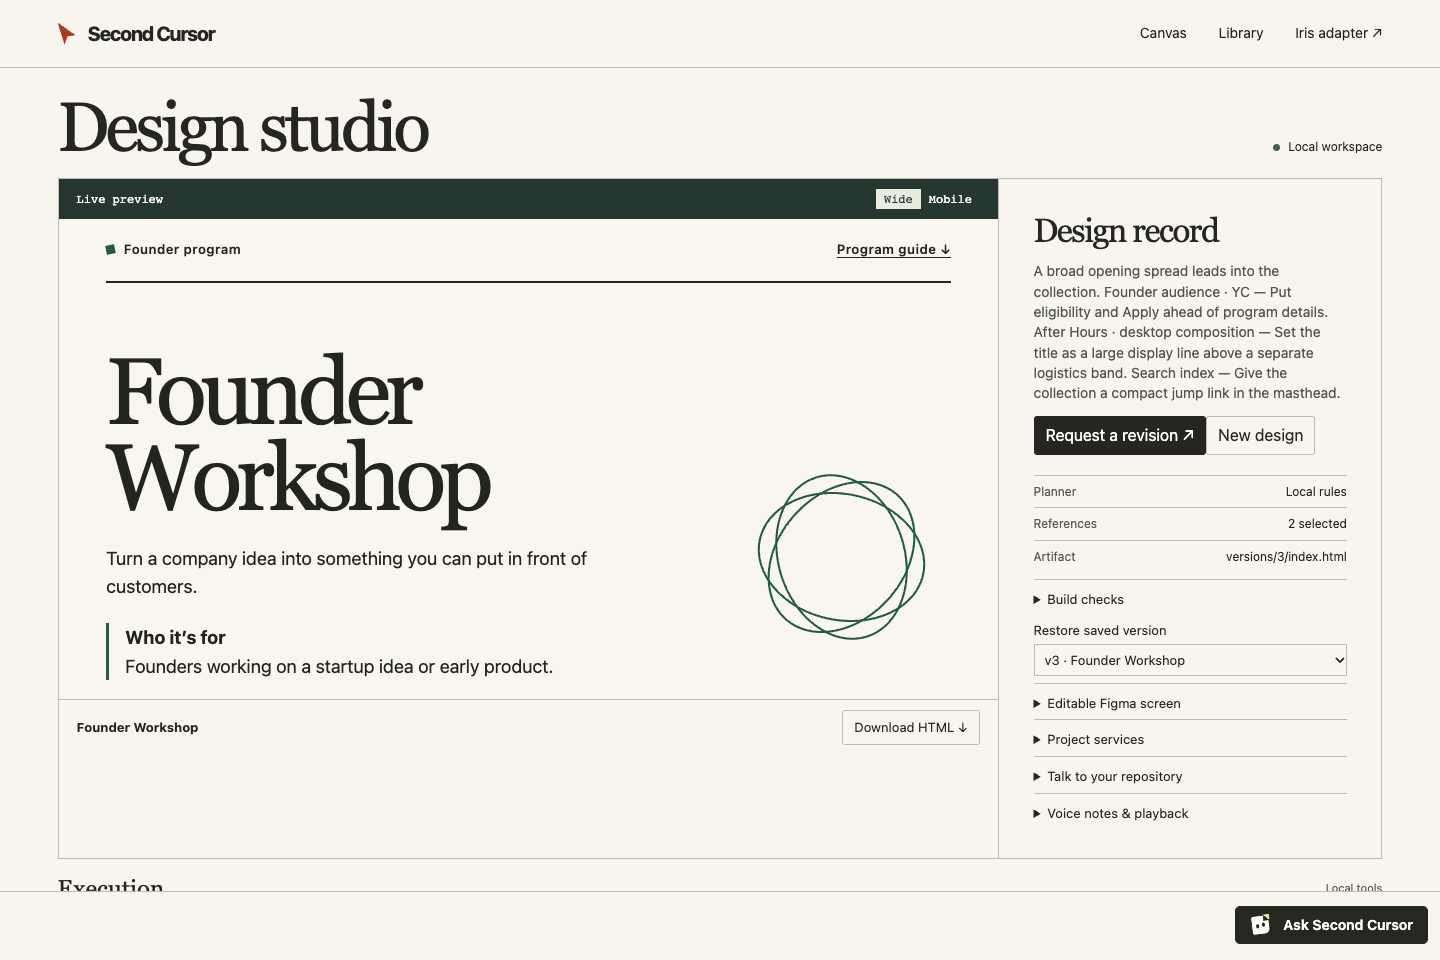 Second Cursor
Canvas
Library
Iris adapter ↗
Design studio
Local workspace
Live preview
Wide
Mobile
Founder program
Program guide ↓
Founder
Workshop
Turn a company idea into something you can put in front of
customers.
Who it’s for
Founders working on a startup idea or early product.
Founder Workshop
Download HTML ↓
Design record
A broad opening spread leads into the
collection. Founder audience · YC — Put
eligibility and Apply ahead of program details.
After Hours · desktop composition — Set the
title as a large display line above a separate
logistics band. Search index — Give the
collection a compact jump link in the masthead.
Request a revision ↗
New design
Planner
Local rules
References
2 selected
Artifact
versions/3/index.html
Build checks
Restore saved version
v3 · Founder Workshop
Editable Figma screen
Project services
Talk to your repository
Voice notes & playback
Execution
Local tools
Ask Second Cursor